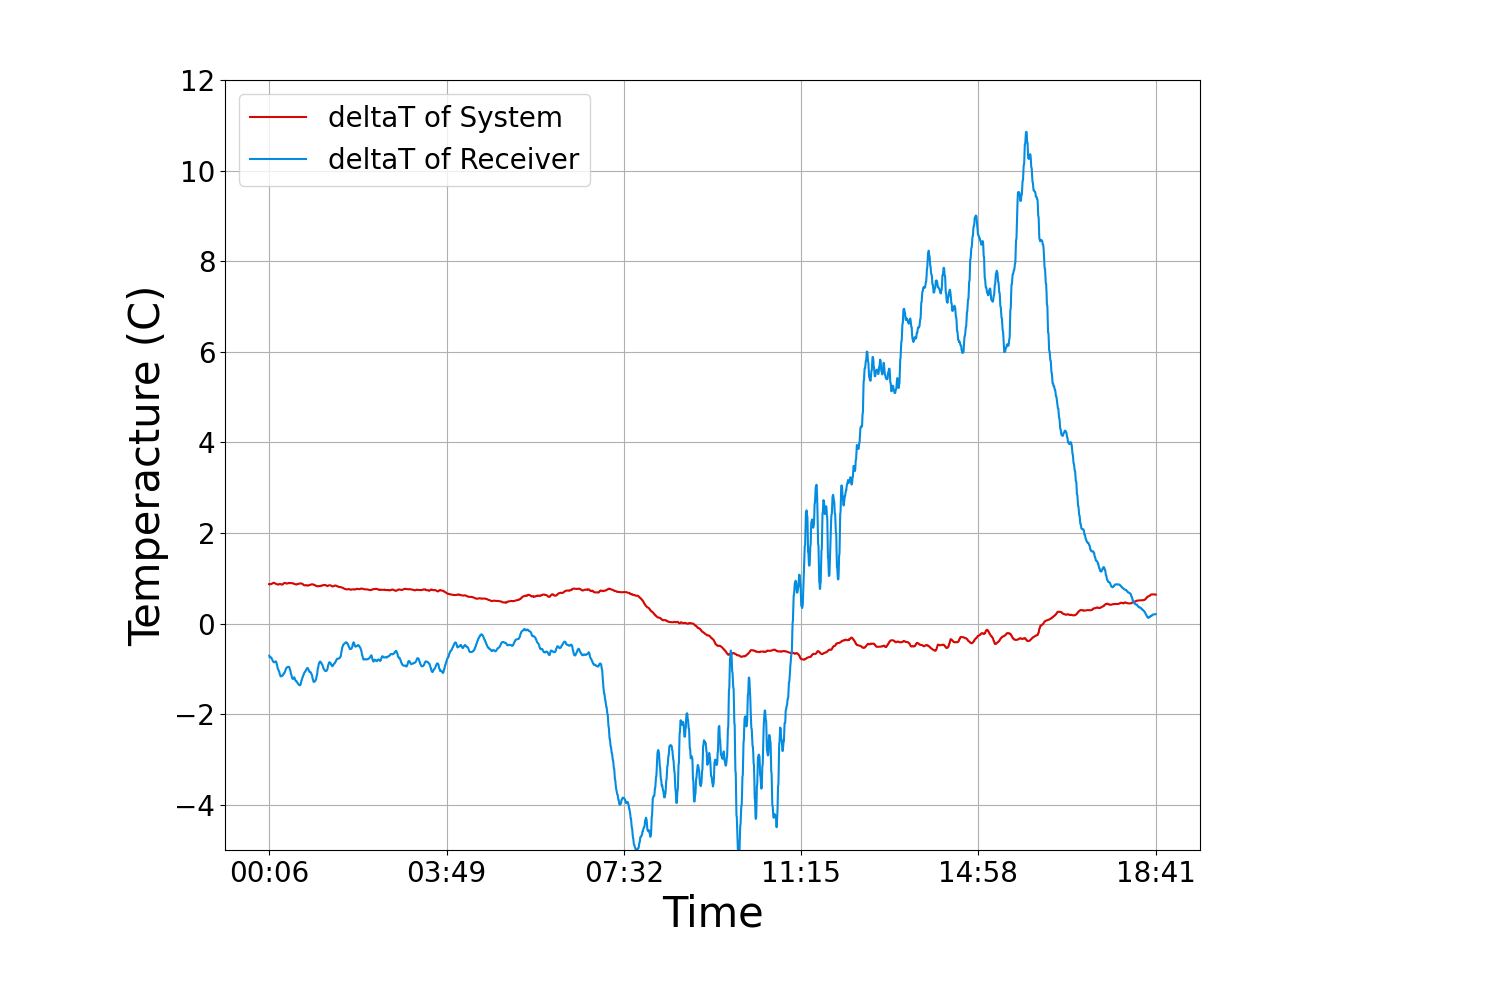 12
10
8
6
4
2
0
−2
−4
Temperacture (C)
deltaT of System
deltaT of Receiver
00:06 03:49 07:32 11:15 14:58 18:41
Time